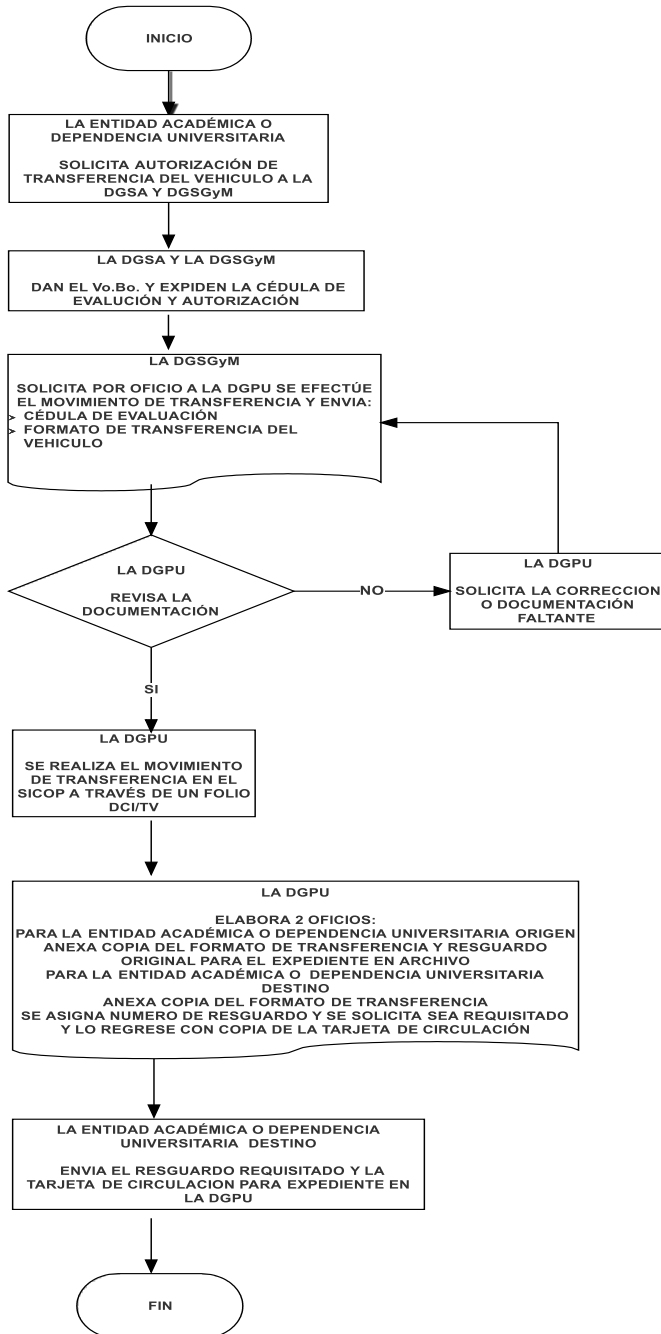 INICIO
LA ENTIDAD ACADÉMICA O
DEPENDENCIA UNIVERSITARIA
SOLICITA AUTORIZACIÓN DE
TRANSFERENCIA DEL VEHICULO A LA
DGSA Y DGSGyM
LA DGSA Y LA DGSGyM
DAN EL Vo.Bo. Y EXPIDEN LA CÉDULA DE
EVALUCIÓN Y AUTORIZACIÓN
LA DGSGyM
SOLICITA POR OFICIO A LA DGPU SE EFECTÚE
EL MOVIMIENTO DE TRANSFERENCIA Y ENVIA:
➢ CÉDULA DE EVALUACIÓN
➢ FORMATO DE TRANSFERENCIA DEL
VEHICULO
LA DGPU
REVISA LA
DOCUMENTACIÓN
NO
LA DGPU
SOLICITA LA CORRECCION
O DOCUMENTACIÓN
FALTANTE
SI
LA DGPU
SE REALIZA EL MOVIMIENTO
DE TRANSFERENCIA EN EL
SICOP A TRAVÉS DE UN FOLIO
DCI/TV
LA DGPU
ELABORA 2 OFICIOS:
PARA LA ENTIDAD ACADÉMICA O DEPENDENCIA UNIVERSITARIA ORIGEN
ANEXA COPIA DEL FORMATO DE TRANSFERENCIA Y RESGUARDO
ORIGINAL PARA EL EXPEDIENTE EN ARCHIVO
PARA LA ENTIDAD ACADÉMICA O DEPENDENCIA UNIVERSITARIA
DESTINO
ANEXA COPIA DEL FORMATO DE TRANSFERENCIA
SE ASIGNA NUMERO DE RESGUARDO Y SE SOLICITA SEA REQUISITADO
Y LO REGRESE CON COPIA DE LA TARJETA DE CIRCULACIÓN
LA ENTIDAD ACADÉMICA O DEPENDENCIA
UNIVERSITARIA DESTINO
ENVIA EL RESGUARDO REQUISITADO Y LA
TARJETA DE CIRCULACION PARA EXPEDIENTE EN
LA DGPU
FIN